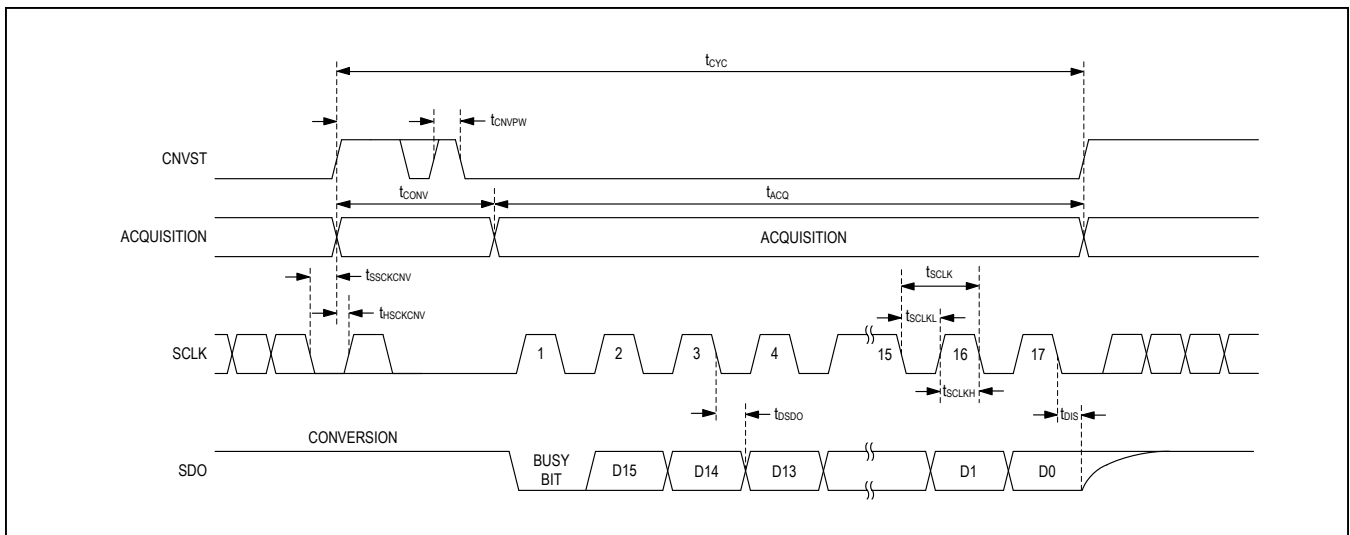 tCYC
tCNVPW
CNVST
tCONV
tACQ
ACQUISITION
ACQUISITION
tSSCKCNV
tHSCKCNV
tSCLK
tSCLKL
SCLK
1 2 3 4 15 16 17
tSCLKH
tDSDO
tDIS
CONVERSION
SDO
BUSY
BIT
D15 D14 D13 D1 D0